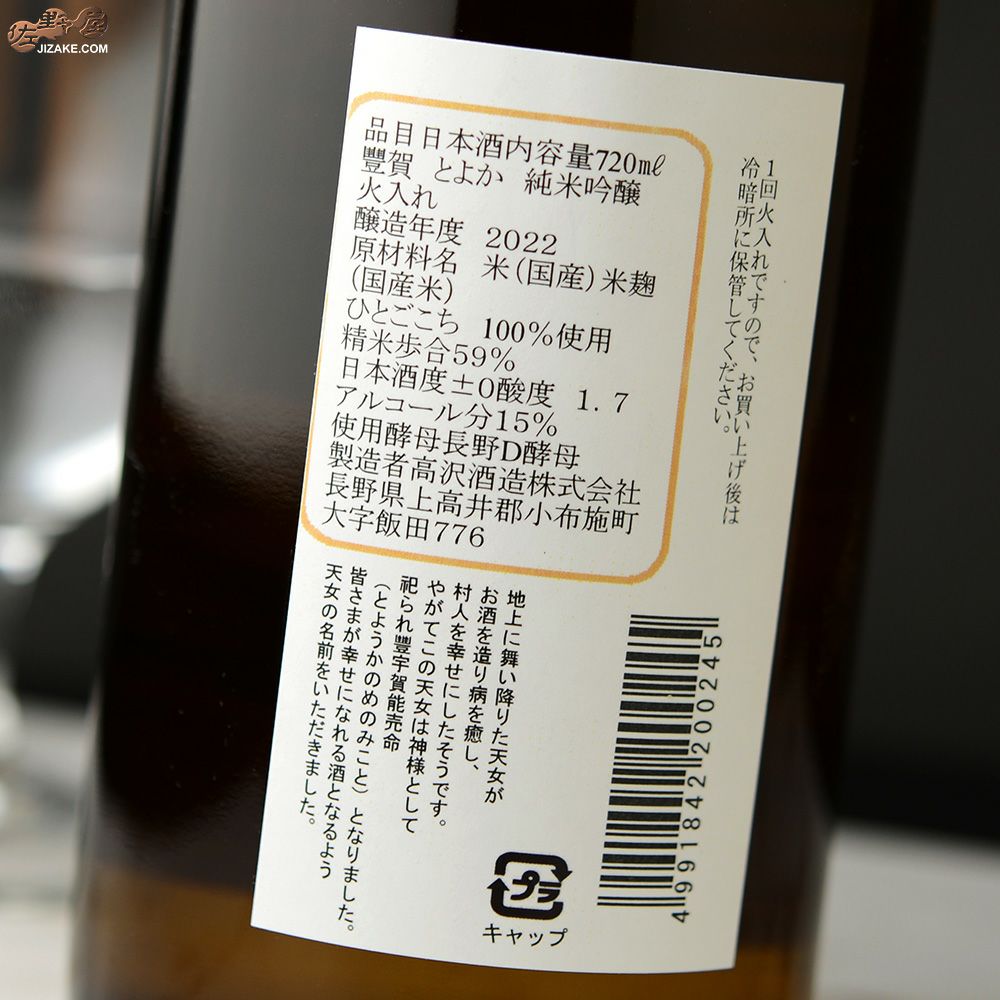 佐野屋
JIZAKE.COM
品目日本酒内容量720㎖
豐賀 とよか 純米吟醸
火入れ
醸造年度 2022
原材料名 米(国産)米麹
(国産米)
ひとごこち 100%使用
精米歩合59%
日本酒度±0酸度 1.7
アルコール分15%
使用酵母長野D酵母
製造者高沢酒造株式会社
長野県上高井郡小布施町
大字飯田776
1回火入れですので、お買い上げ後は
冷暗所に保管してください。
地上に舞い降りた天女が
お酒を造り病を癒し、
村人を幸せにしたそうです。
やがてこの天女は神様として
祀られ豐宇賀能売命
(とようかのめのみこと)となりました。
皆さまが幸せになれる酒となるよう
天女の名前をいただきました。
4991842200245
プラ
キャップ